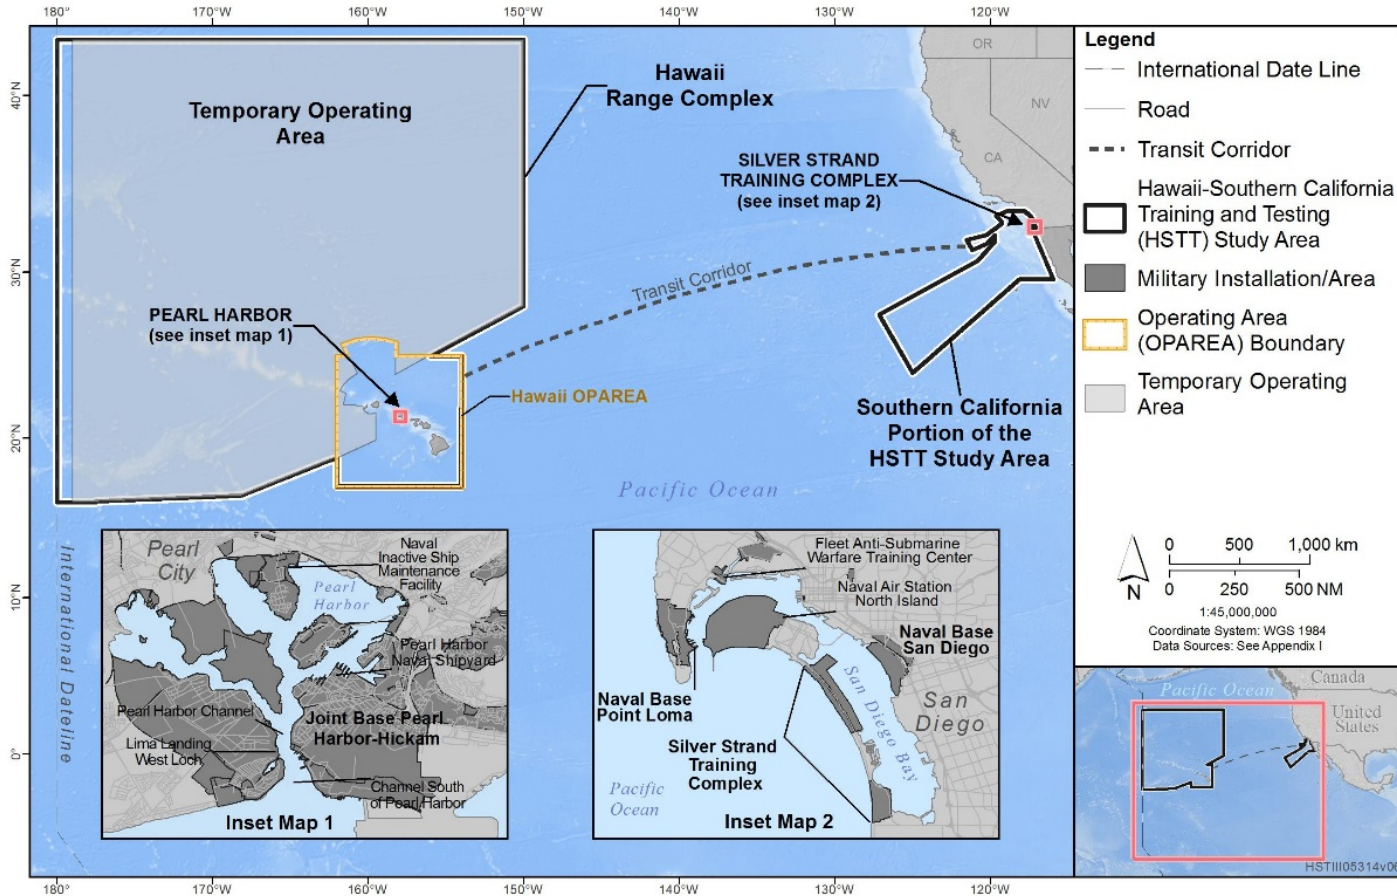 180°
170°W
160°W
150°W
140°W
130°W
120°W
40°N
30°N
20°N
10°N
0°
Temporary Operating
Area
Hawaii
Range Complex
OR
NV
CA
SILVER STRAND
TRAINING COMPLEX
(see inset map 2)
Transit Corridor
PEARL HARBOR
(see inset map 1)
Hawaii OPAREA
Southern California
Portion of the
HSTT Study Area
Pacific Ocean
International Dateline
Pearl
City
Naval
Inactive Ship
Maintenance
Facility
Pearl
Harbor
Pearl Harbor
Naval Shipyard
Pearl Harbor Channel
Joint Base Pearl
Harbor-Hickam
Lima Landing
West Loch
Channel South
of Pearl Harbor
Inset Map 1
Fleet Anti-Submarine
Warfare Training Center
Naval Air Station
North Island
Naval Base
San Diego
Naval Base
Point Loma
San Diego Bay
San
Diego
Silver Strand
Training
Complex
Pacific
Ocean
Inset Map 2
180°
170°W
160°W
150°W
140°W
130°W
120°W
Legend
International Date Line
Road
Transit Corridor
Hawaii-Southern California
Training and Testing
(HSTT) Study Area
Military Installation/Area
Operating Area
(OPAREA) Boundary
Temporary Operating
Area
N
0 500 1,000 km
0 250 500 NM
1:45,000,000
Coordinate System: WGS 1984
Data Sources: See Appendix I
Pacific Ocean
Canada
United
States